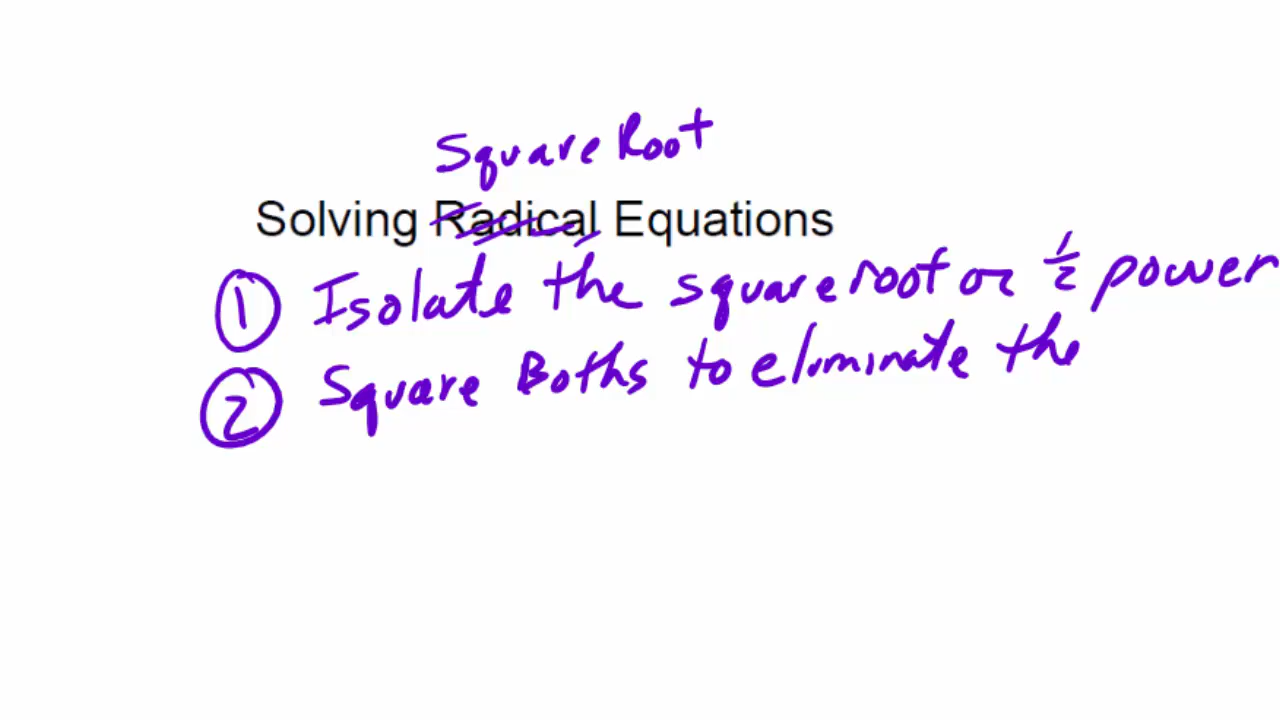 Square Root
Solving Radical Equations
① Isolate the square root or 1/2 power
② Square Boths to eliminate the